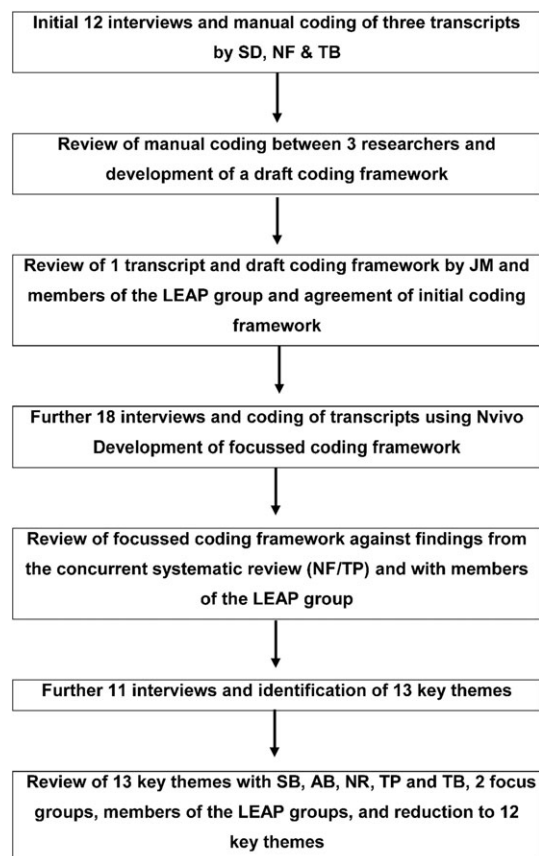 Initial 12 interviews and manual coding of three transcripts
by SD, NF & TB
Review of manual coding between 3 researchers and
development of a draft coding framework
Review of 1 transcript and draft coding framework by JM and
members of the LEAP group and agreement of initial coding
framework
Further 18 interviews and coding of transcripts using Nvivo
Development of focussed coding framework
Review of focussed coding framework against findings from
the concurrent systematic review (NF/TP) and with members
of the LEAP group
Further 11 interviews and identification of 13 key themes
Review of 13 key themes with SB, AB, NR, TP and TB, 2 focus
groups, members of the LEAP groups, and reduction to 12
key themes